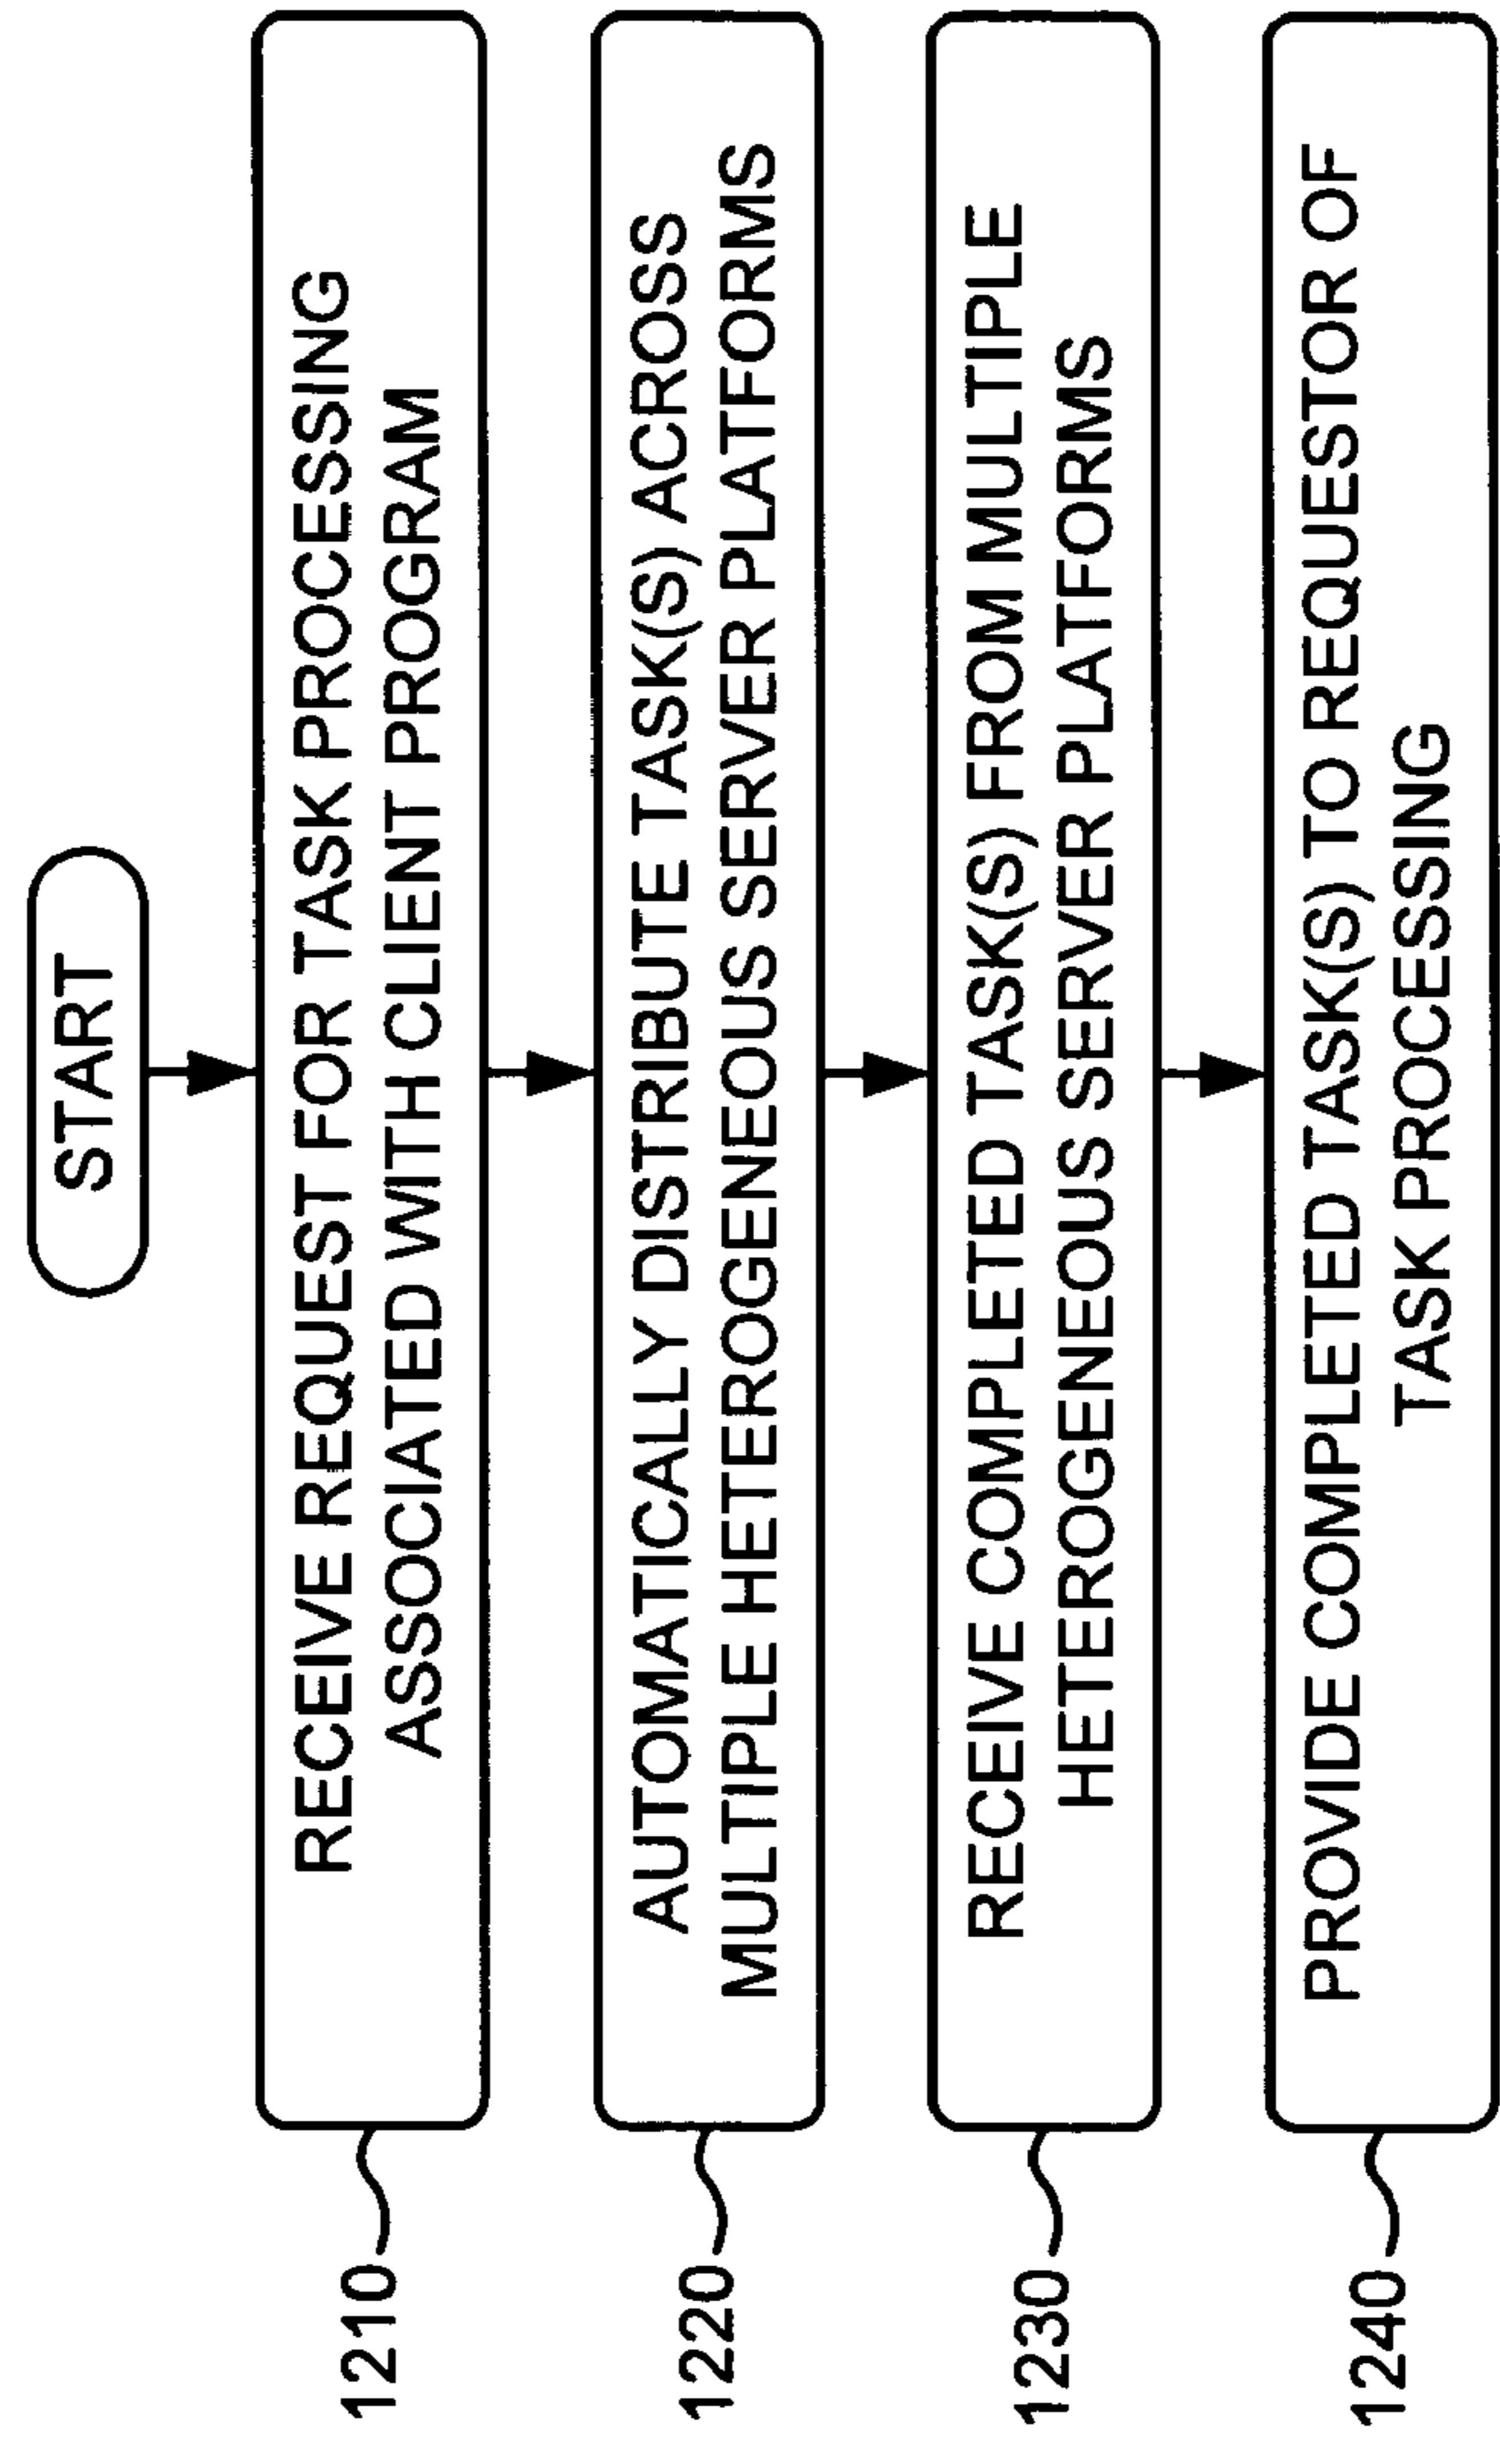 START
1210
RECEIVE REQUEST FOR TASK PROCESSING
ASSOCIATED WITH CLIENT PROGRAM
1220
AUTOMATICALLY DISTRIBUTE TASK(S) ACROSS
MULTIPLE HETEROGENEOUS SERVER PLATFORMS
1230
RECEIVE COMPLETED TASK(S) FROM MULTIPLE
HETEROGENEOUS SERVER PLATFORMS
1240
PROVIDE COMPLETED TASK(S) TO REQUESTOR OF
TASK PROCESSING